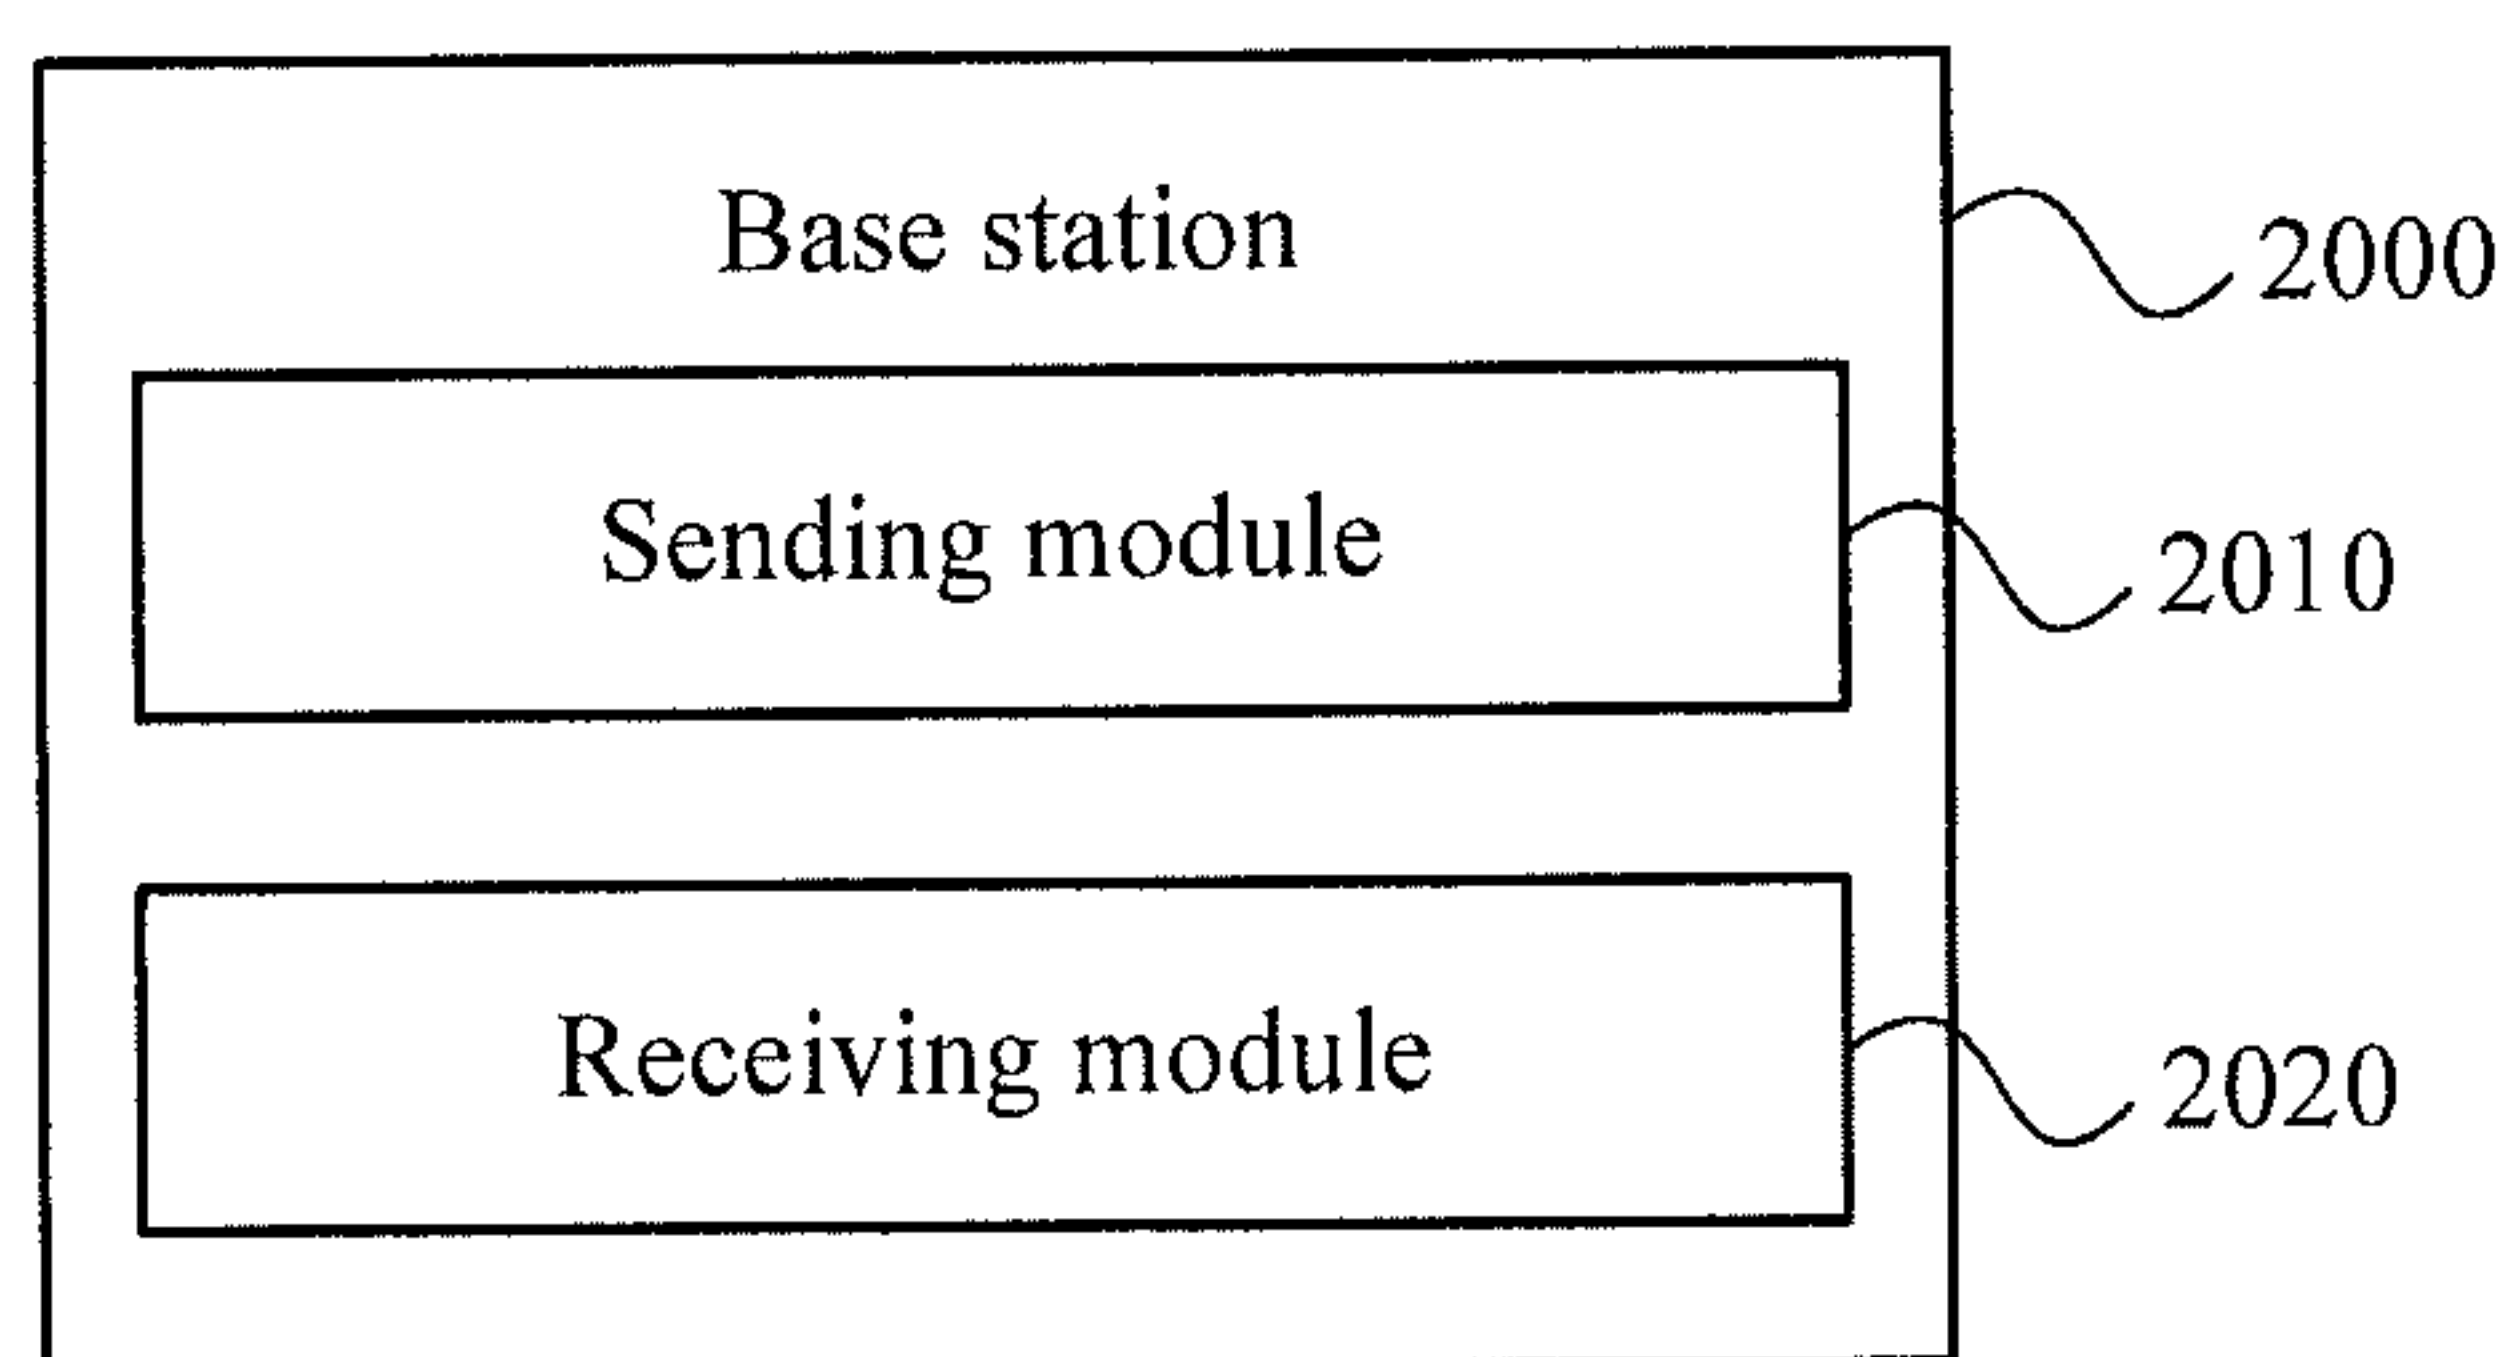 Base station
2000
Sending module
2010
Receiving module
2020